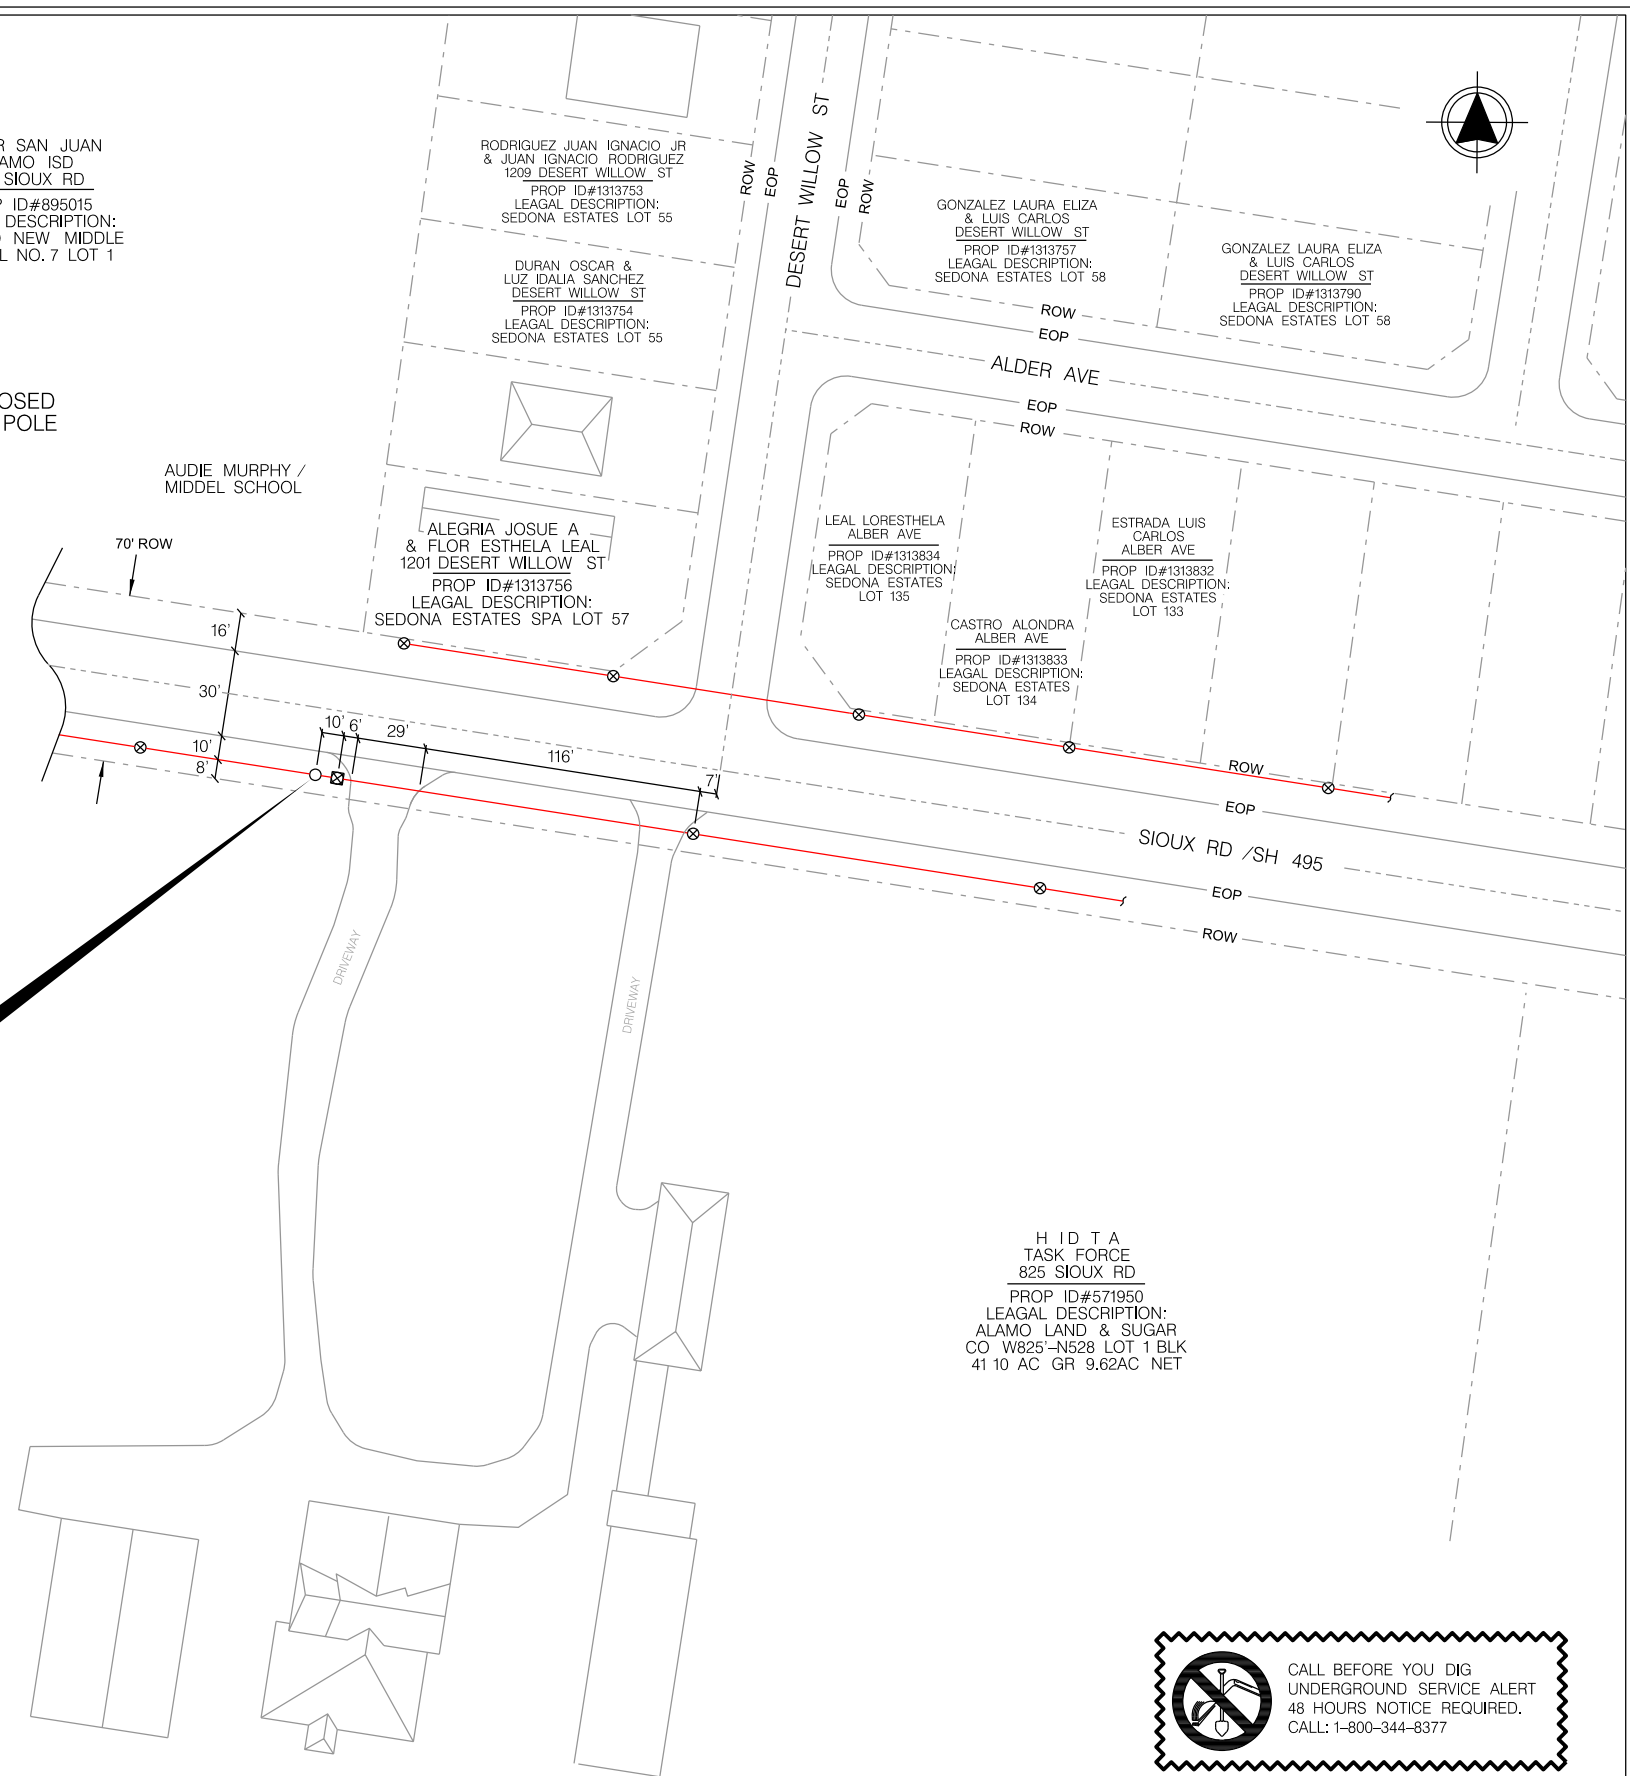 SAN JUAN
ISD
SIOUX RD
ID#895015
DESCRIPTION:
NEW MIDDLE
NO. 7 LOT 1
POLE
AUDIE MURPHY /
MIDDEL SCHOOL
70' ROW
RODRIGUEZ JUAN IGNACIO JR
& JUAN IGNACIO RODRIGUEZ
1209 DESERT WILLOW ST
PROP ID#1313753
LEAGAL DESCRIPTION:
SEDONA ESTATES LOT 55
DURAN OSCAR &
LUZ IDALIA SANCHEZ
DESERT WILLOW ST
PROP ID#1313754
LEAGAL DESCRIPTION:
SEDONA ESTATES LOT 55
ALEGRIA JOSUE A
& FLOR ESTHELA LEAL
1201 DESERT WILLOW ST
PROP ID#1313756
LEAGAL DESCRIPTION:
SEDONA ESTATES SPA LOT 57
ROW
EOP
DESERT WILLOW ST
EOP
ROW
GONZALEZ LAURA ELIZA
& LUIS CARLOS
DESERT WILLOW ST
PROP ID#1313757
LEAGAL DESCRIPTION:
SEDONA ESTATES LOT 58
GONZALEZ LAURA ELIZA
& LUIS CARLOS
DESERT WILLOW ST
PROP ID#1313790
LEAGAL DESCRIPTION:
SEDONA ESTATES LOT 58
ROW
EOP
ALDER AVE
EOP
ROW
LEAL LORESTHELA
ALBER AVE
PROP ID#1313834
LEAGAL DESCRIPTION:
SEDONA ESTATES
LOT 135
ESTRADA LUIS
CARLOS
ALBER AVE
PROP ID#1313832
LEAGAL DESCRIPTION:
SEDONA ESTATES
LOT 133
CASTRO ALONDRA
ALBER AVE
PROP ID#1313833
LEAGAL DESCRIPTION:
SEDONA ESTATES
LOT 134
16'
30'
10'
8'
10'
6'
29'
116'
7'
ROW
EOP
SIOUX RD /SH 495
EOP
ROW
DRIVEWAY
DRIVEWAY
H I D T A
TASK FORCE
825 SIOUX RD
PROP ID#571950
LEAGAL DESCRIPTION:
ALAMO LAND & SUGAR
CO W825'-N528 LOT 1 BLK
41 10 AC GR 9.62AC NET
CALL BEFORE YOU DIG
UNDERGROUND SERVICE ALERT
48 HOURS NOTICE REQUIRED.
CALL: 1-800-344-8377